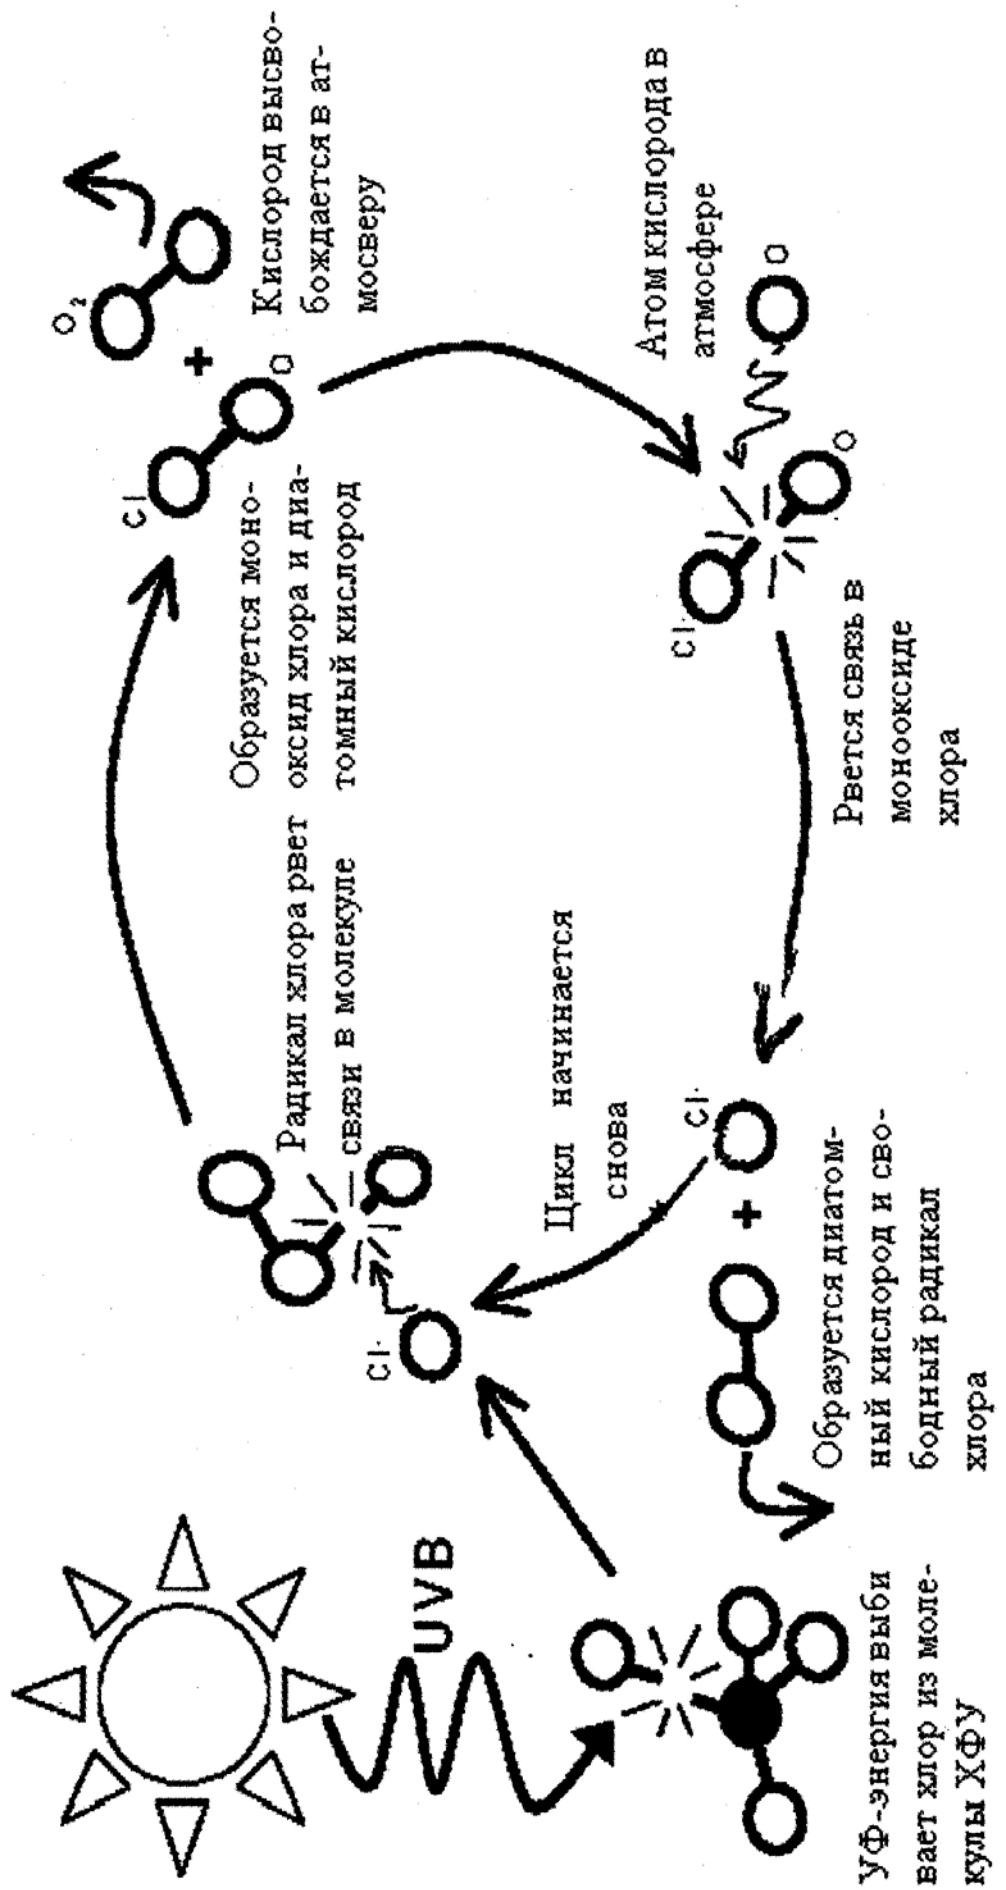 UVB
УФ-энергия выби
вает хлор из моле-
кулы ХФУ
Cl·
Радикал хлора рвет
связи в молекуле
Образуется моно-
оксид хлора и диа-
томный кислород
Cl
O
+
O₂
Кислород высво-
бождается в ат-
мосверу
Атом кислорода в
атмосфере
O
Cl·
O
Рвется связь в
монооксиде
хлора
Цикл начинается
снова
Cl·
+
Образуется диатом-
ный кислород и сво-
бодный радикал
хлора